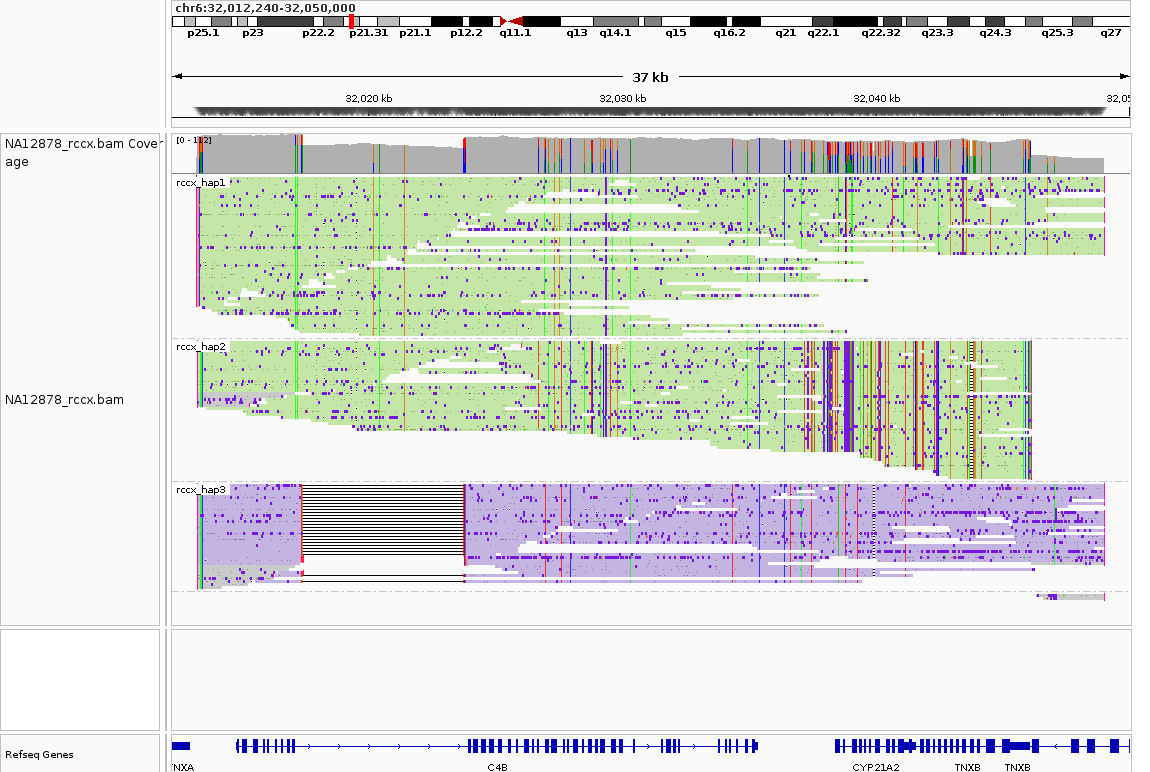 chr6:32,012,240-32,050,000
p25.1 p23 p22.2 p21.31 p21.1 p12.2 q11.1 q13 q14.1 q15 q16.2 q21 q22.1 q22.32 q23.3 q24.3 q25.3 q27
37 kb
32,020 kb 32,030 kb 32,040 kb 32,05
NA12878_rccx.bam Cover
age
[0 - 112]
rccx_hap1
rccx_hap2
NA12878_rccx.bam
rccx_hap3
Refseq Genes
NXA C4B CYP21A2 TNXB TNXB